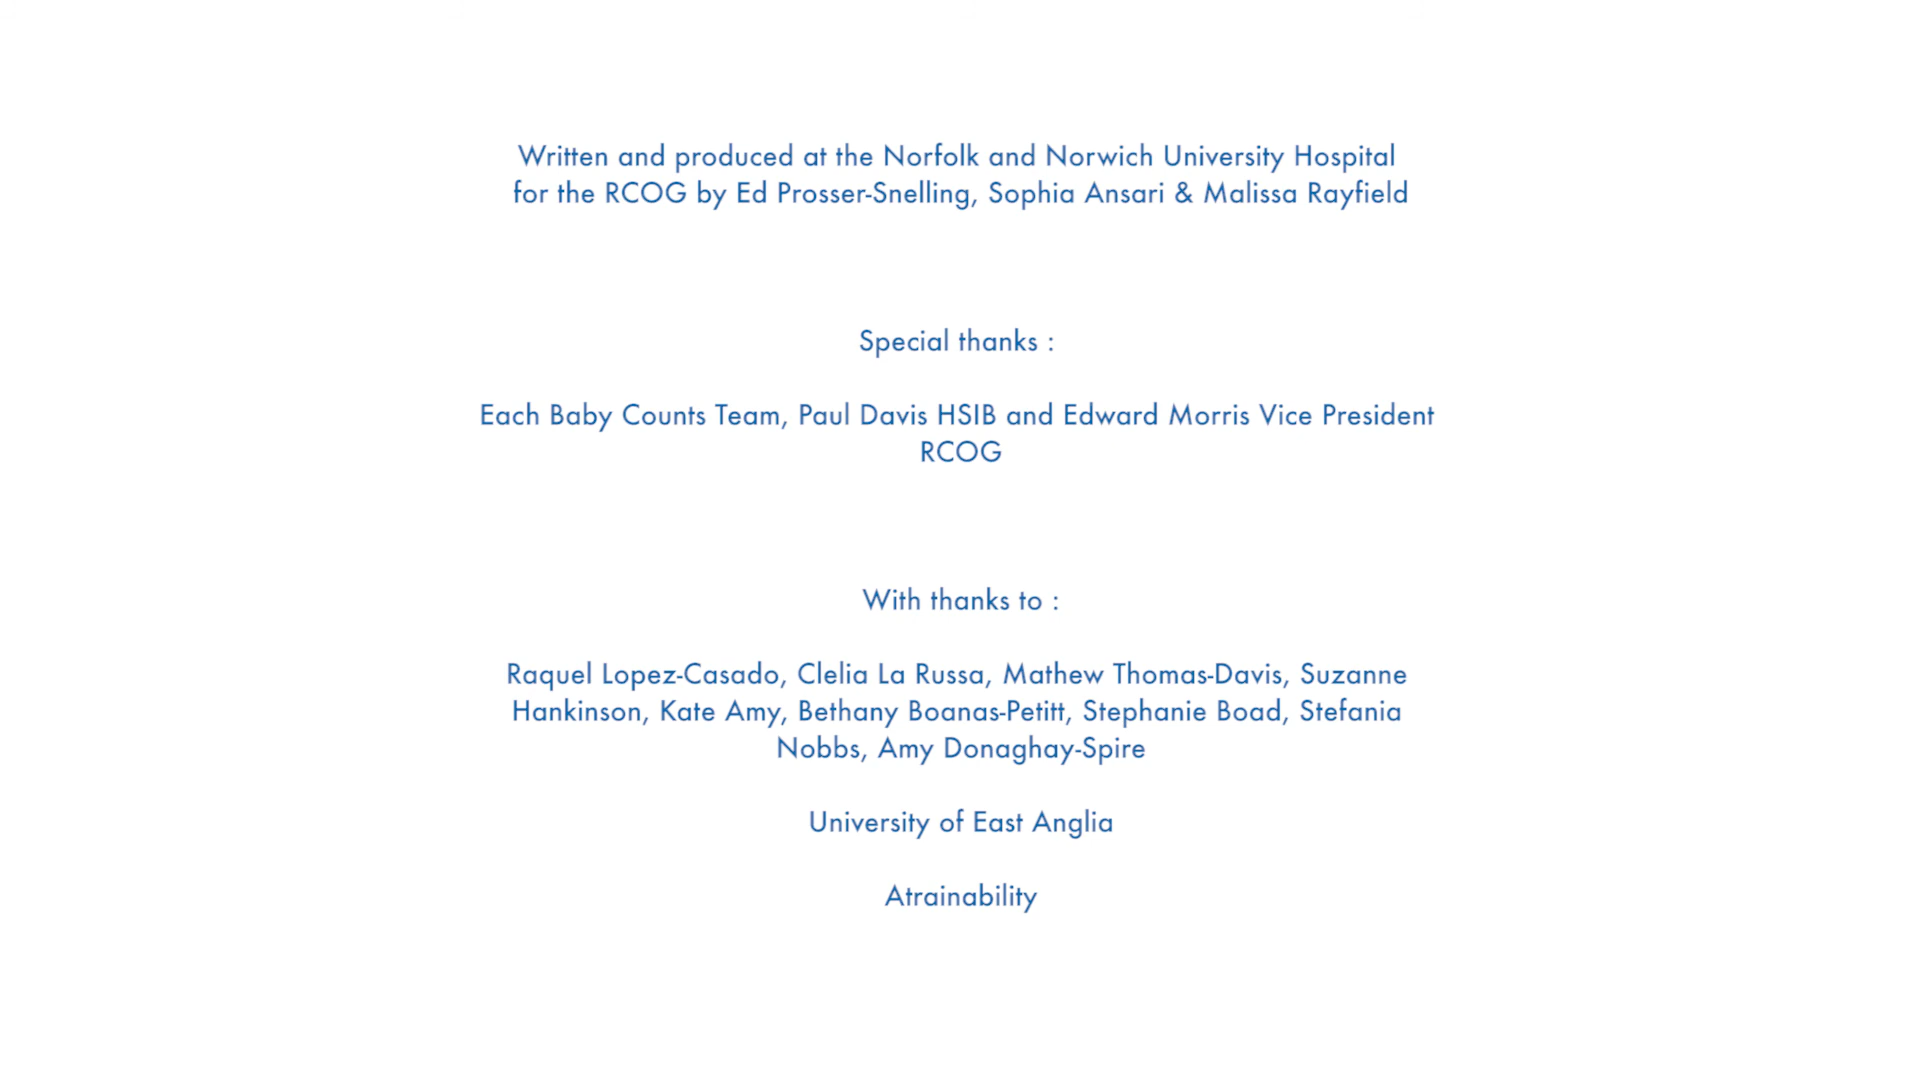 Written and produced at the Norfolk and Norwich University Hospital
for the RCOG by Ed Prosser-Snelling, Sophia Ansari & Malissa Rayfield
Special thanks :
Each Baby Counts Team, Paul Davis HSIB and Edward Morris Vice President
RCOG
With thanks to :
Raquel Lopez-Casado, Clelia La Russa, Mathew Thomas-Davis, Suzanne
Hankinson, Kate Amy, Bethany Boanas-Petitt, Stephanie Boad, Stefania
Nobbs, Amy Donaghay-Spire
University of East Anglia
Atrainability